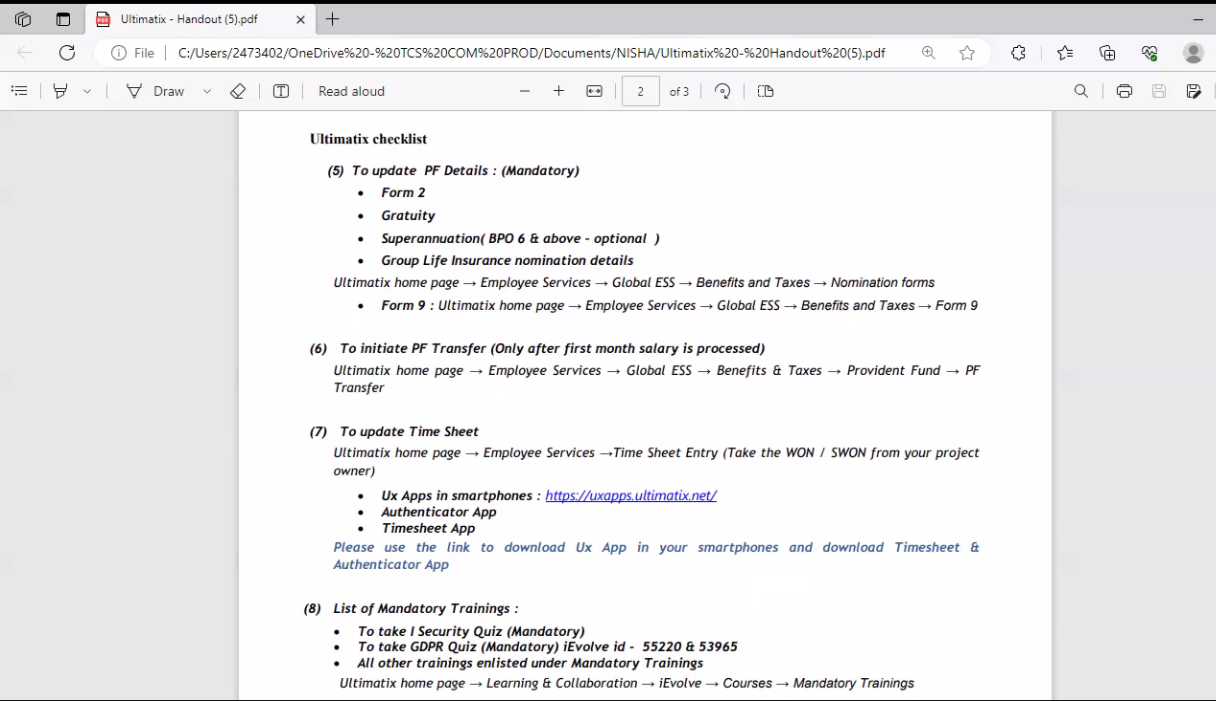 Ultimatix - Handout (5).pdf
File
C:/Users/2473402/OneDrive%20-%20TCS%20COM%20PROD/Documents/NISHA/Ultimatix%20-%20Handout%20(5).pdf
Draw
Read aloud
2
of 3
Ultimatix checklist
(5) To update PF Details : (Mandatory)
• Form 2
• Gratuity
• Superannuation( BPO 6 & above - optional )
• Group Life Insurance nomination details
Ultimatix home page → Employee Services → Global ESS → Benefits and Taxes → Nomination forms
• Form 9 : Ultimatix home page → Employee Services → Global ESS → Benefits and Taxes → Form 9
(6) To initiate PF Transfer (Only after first month salary is processed)
Ultimatix home page → Employee Services → Global ESS → Benefits & Taxes → Provident Fund → PF
Transfer
(7) To update Time Sheet
Ultimatix home page → Employee Services →Time Sheet Entry (Take the WON / SWON from your project
owner)
• Ux Apps in smartphones : https://uxapps.ultimatix.net/
• Authenticator App
• Timesheet App
Please use the link to download Ux App in your smartphones and download Timesheet &
Authenticator App
(8) List of Mandatory Trainings :
• To take I Security Quiz (Mandatory)
• To take GDPR Quiz (Mandatory) iEvolve id - 55220 & 53965
• All other trainings enlisted under Mandatory Trainings
Ultimatix home page → Learning & Collaboration → iEvolve → Courses → Mandatory Trainings